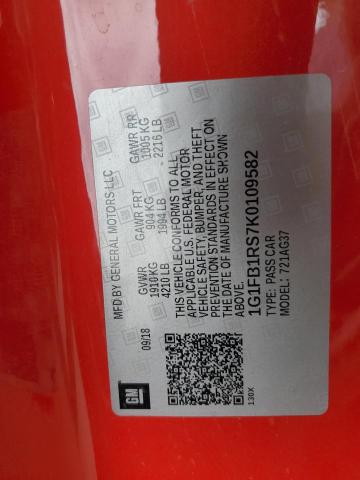 MFD BY GENERAL MOTORS LLC
09/18 GVWR GAWR FRT GAWR RR
1910 KG 904 KG 1005 KG
4210 LB 1994 LB 2216 LB
THIS VEHICLE CONFORMS TO ALL
APPLICABLE U.S. FEDERAL MOTOR
VEHICLE SAFETY, BUMPER, AND THEFT
PREVENTION STANDARDS IN EFFECT ON
THE DATE OF MANUFACTURE SHOWN
ABOVE.
1G1FB1RS7K0109582
TYPE: PASS CAR
MODEL: 721AG37
GM
130X